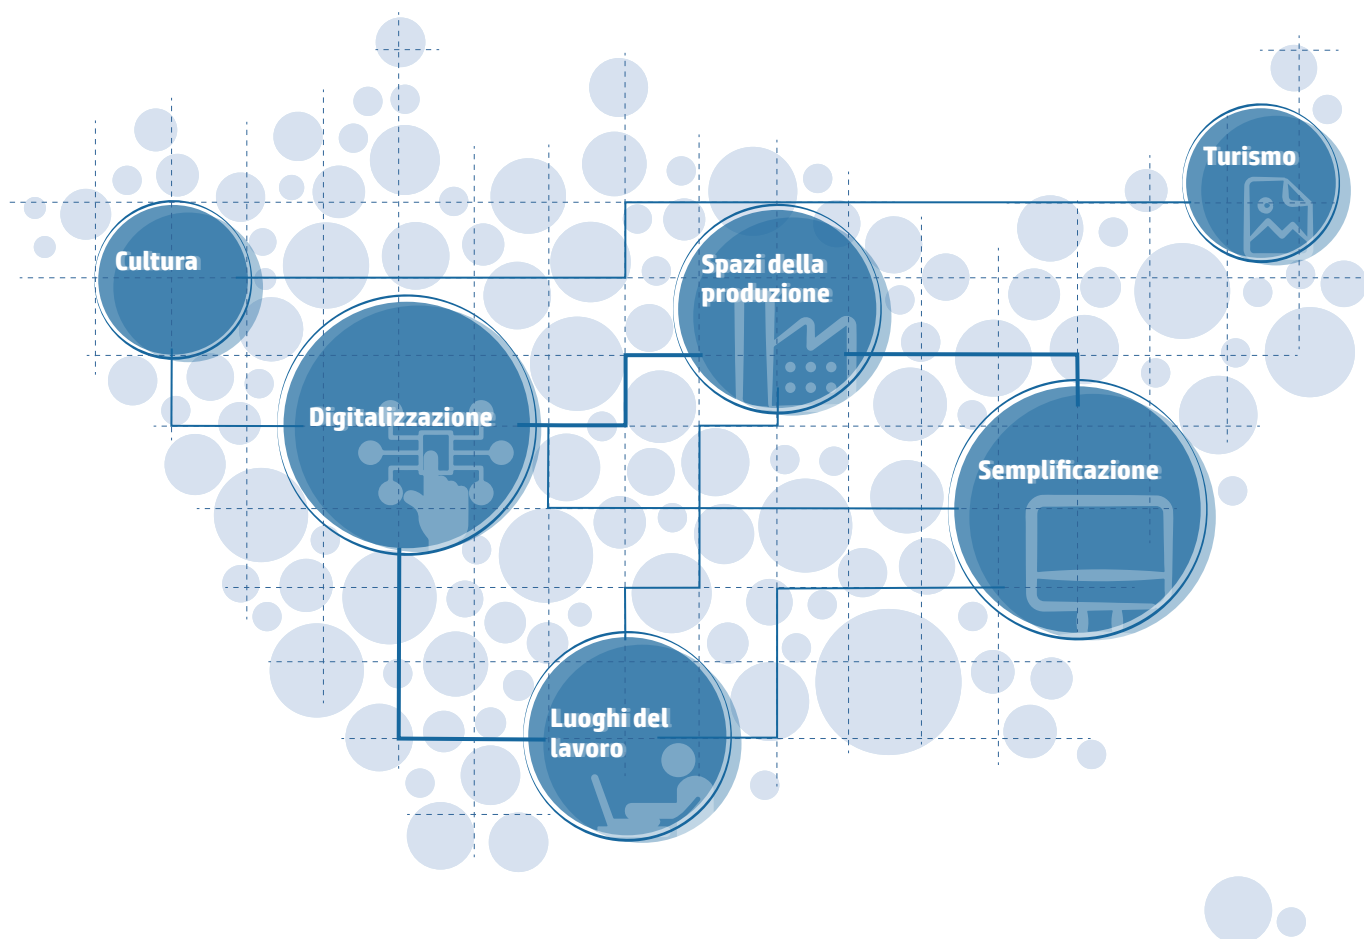 Turismo
Cultura
Spazi della
produzione
Digitalizzazione
Semplificazione
Luoghi del
lavoro